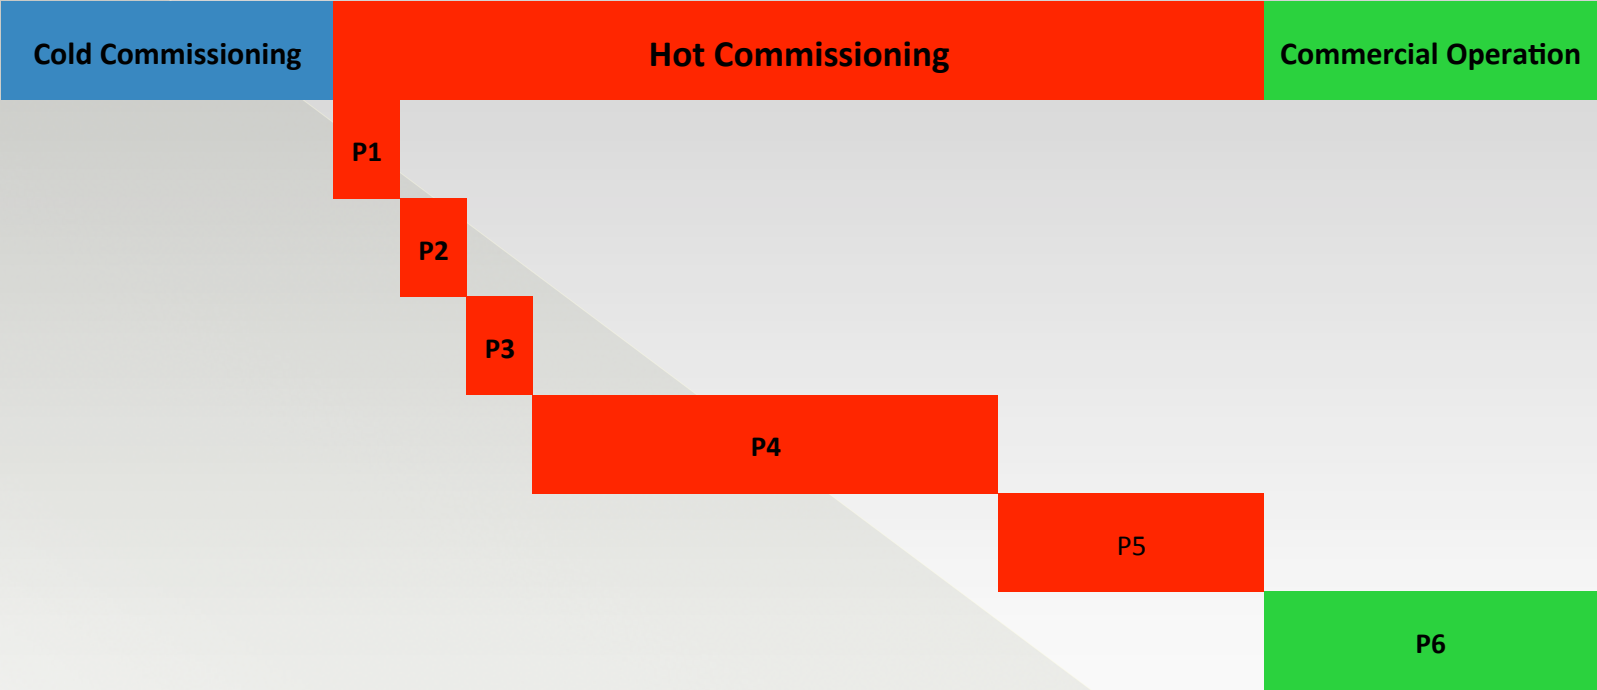 Cold Commissioning
Hot Commissioning
Commercial Operation
P1
P2
P3
P4
P5
P6